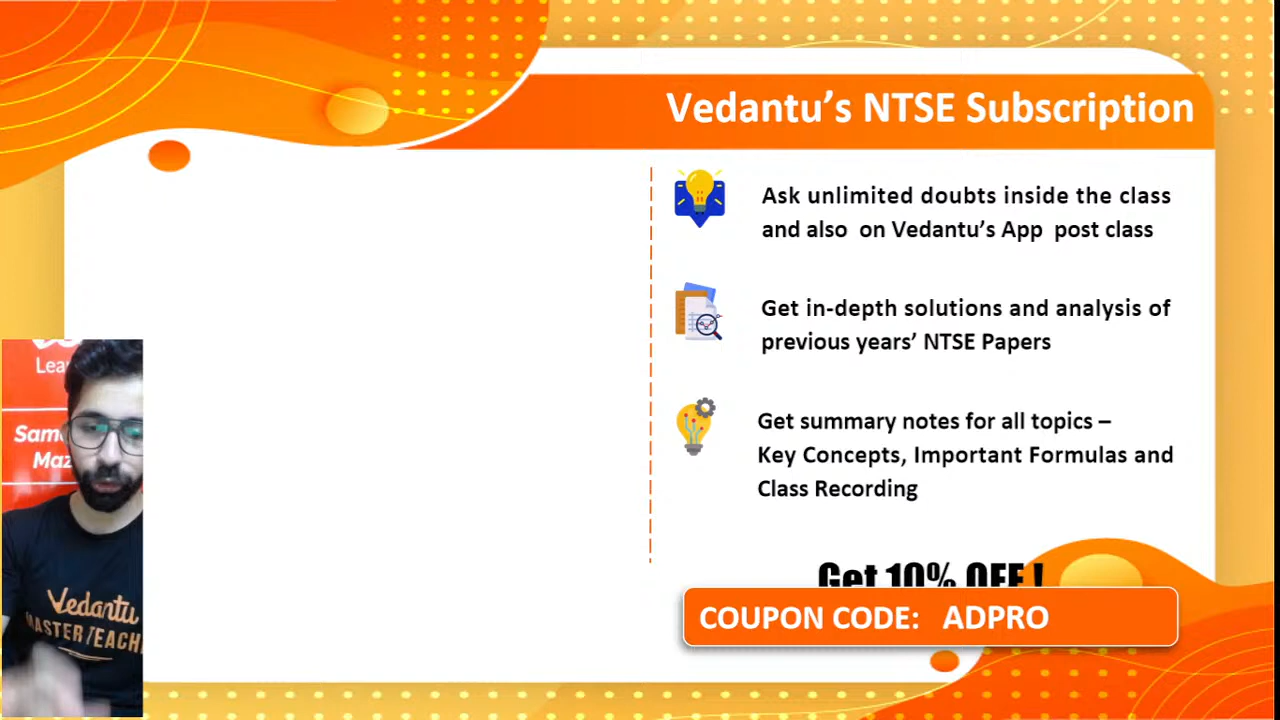 Vedantu's NTSE Subscription
Ask unlimited doubts inside the class
and also on Vedantu's App post class
Get in-depth solutions and analysis of
previous years' NTSE Papers
Get summary notes for all topics –
Key Concepts, Important Formulas and
Class Recording
Get 10% OFF !
COUPON CODE: ADPRO
Vedantu